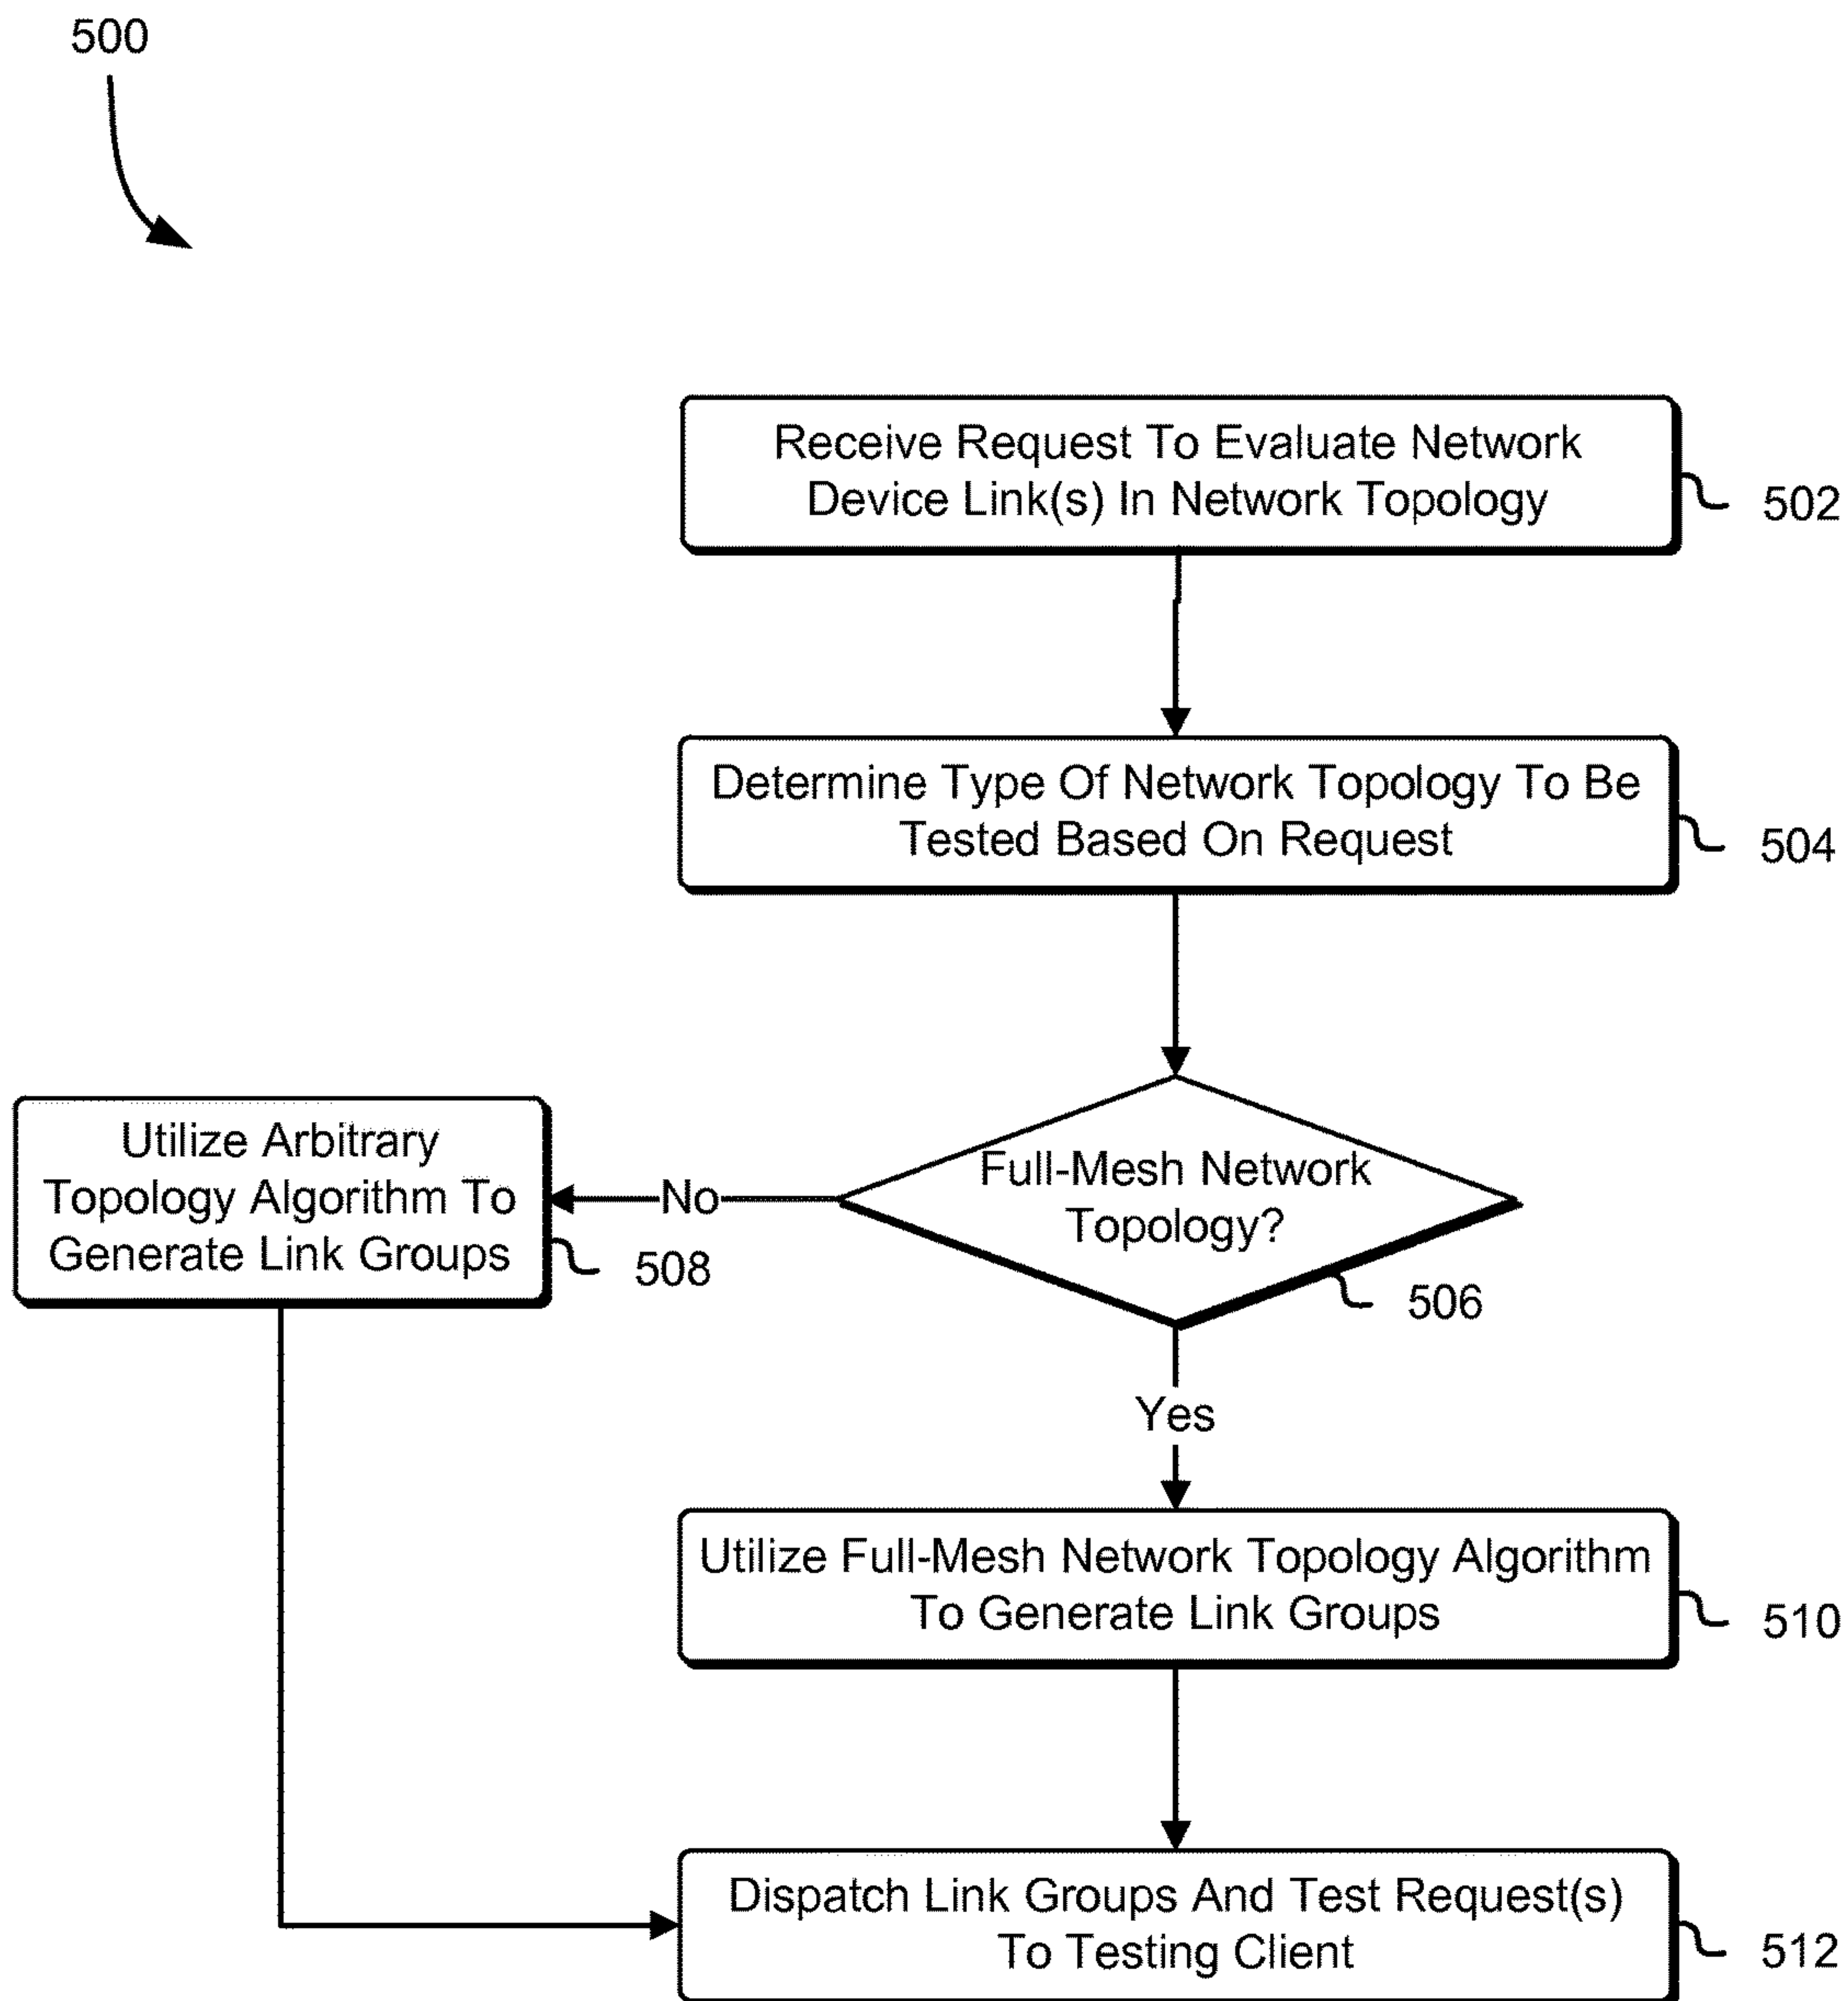 500
Receive Request To Evaluate Network
Device Link(s) In Network Topology
502
Determine Type Of Network Topology To Be
Tested Based On Request
504
Full-Mesh Network
Topology?
506
No
Utilize Arbitrary
Topology Algorithm To
Generate Link Groups
508
Yes
Utilize Full-Mesh Network Topology Algorithm
To Generate Link Groups
510
Dispatch Link Groups And Test Request(s)
To Testing Client
512